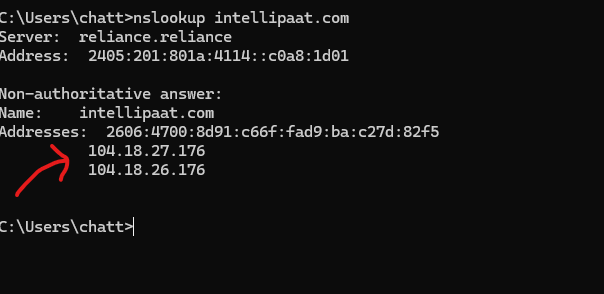 C:\Users\chatt>nslookup intellipaat.com
Server:  reliance.reliance
Address:  2405:201:801a:4114::c0a8:1d01
Non-authoritative answer:
Name:    intellipaat.com
Addresses:  2606:4700:8d91:c66f:fad9:ba:c27d:82f5
104.18.27.176
104.18.26.176
C:\Users\chatt>